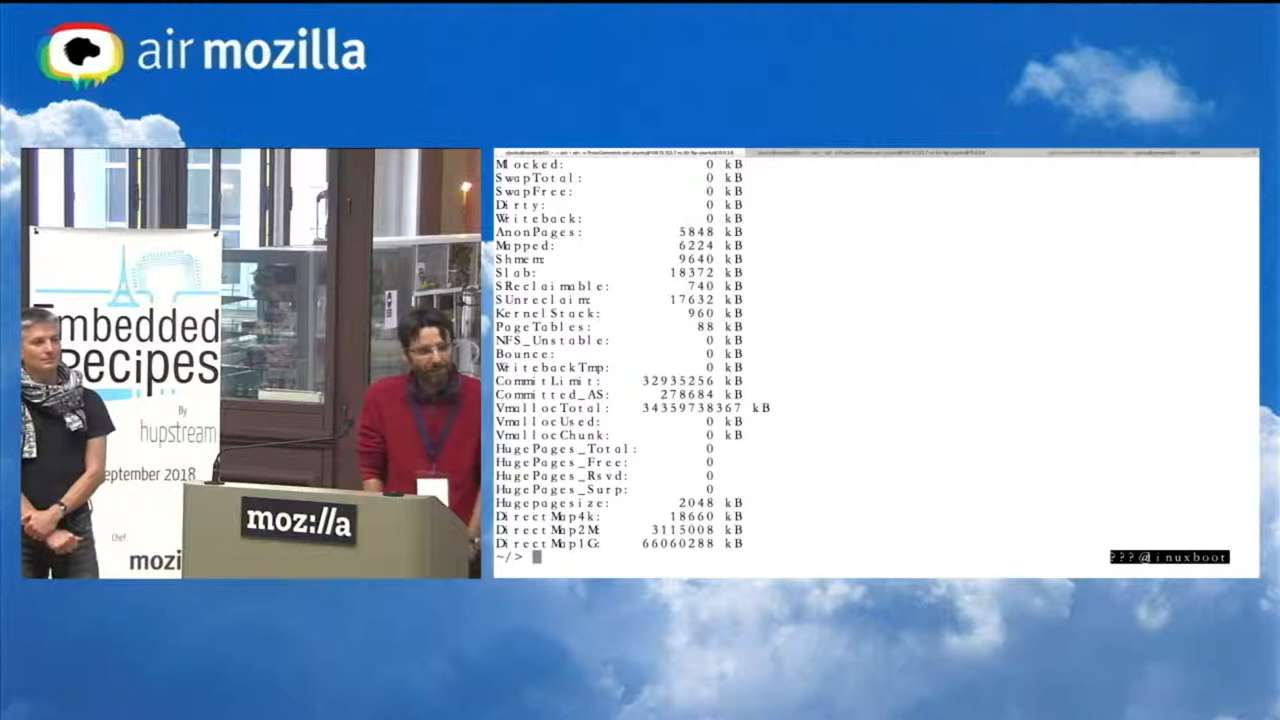 air mozilla
Embedded
Recipes
By
hupstream
eptember 2018
Chef
mozi
moz://a
Mlocked: 0 kB
SwapTotal: 0 kB
SwapFree: 0 kB
Dirty: 0 kB
Writeback: 0 kB
AnonPages: 5848 kB
Mapped: 6224 kB
Shmem: 9640 kB
Slab: 18372 kB
SReclaimable: 740 kB
SUnreclaim: 17632 kB
KernelStack: 960 kB
PageTables: 88 kB
NFS_Unstable: 0 kB
Bounce: 0 kB
WritebackTmp: 0 kB
CommitLimit: 32935256 kB
Committed_AS: 278684 kB
VmallocTotal: 34359738367 kB
VmallocUsed: 0 kB
VmallocChunk: 0 kB
HugePages_Total: 0
HugePages_Free: 0
HugePages_Rsvd: 0
HugePages_Surp: 0
Hugepagesize: 2048 kB
DirectMap4k: 18660 kB
DirectMap2M: 3115008 kB
DirectMap1G: 66060288 kB
~/>
???@linuxboot